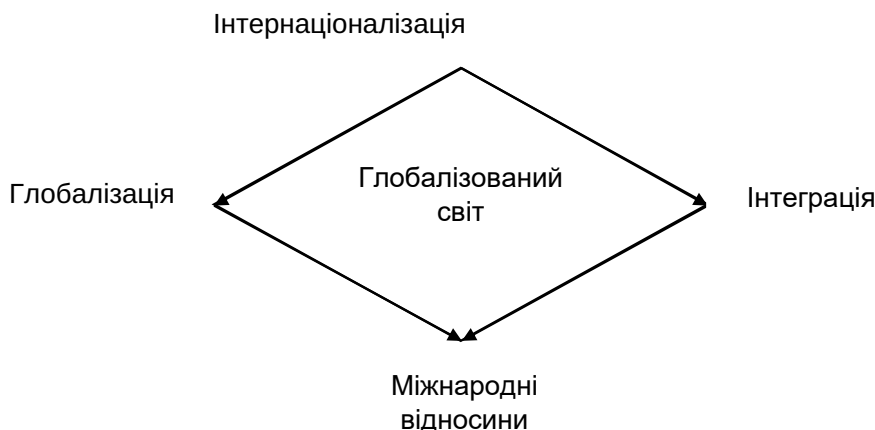 Інтернаціоналізація
Глобалізація
Глобалізований
світ
Інтеграція
Міжнародні
відносини